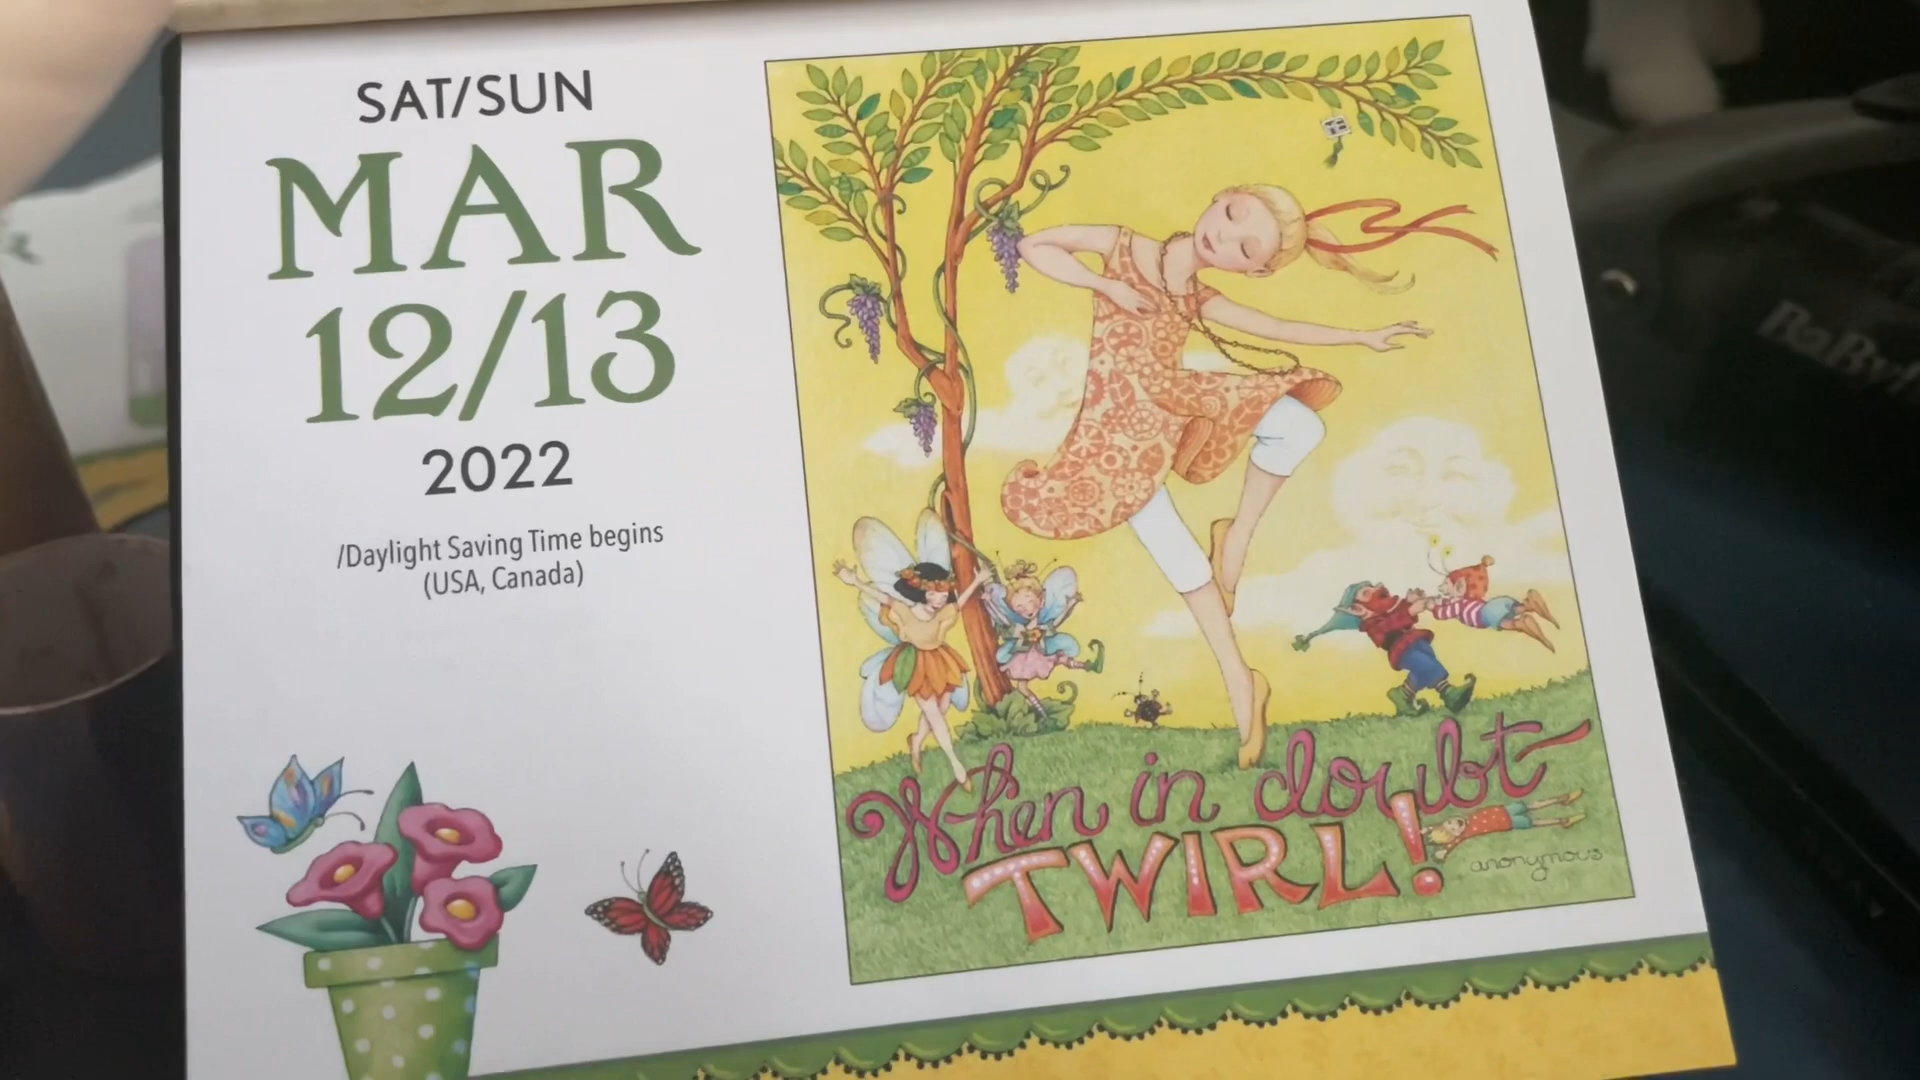 SAT/SUN
MAR
12/13
2022
/Daylight Saving Time begins
(USA, Canada)
When in doubt
TWIRL!
anonymous